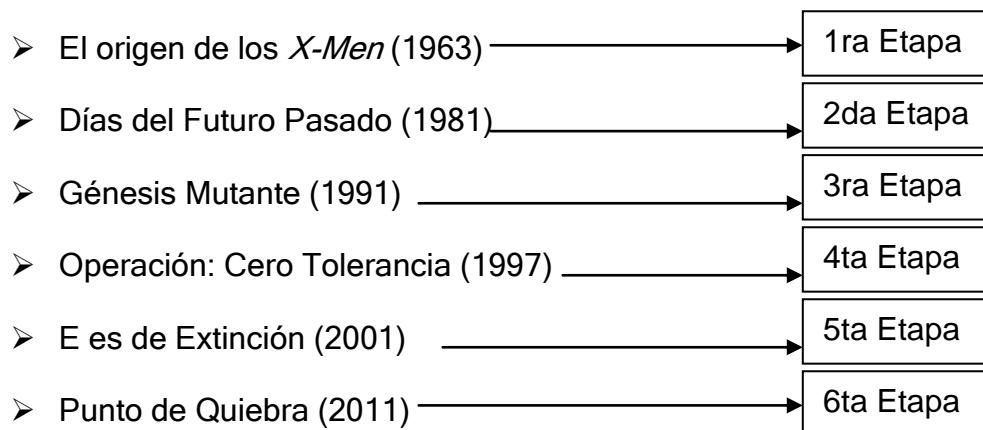 ➢ El origen de los X-Men (1963) 1ra Etapa
➢ Días del Futuro Pasado (1981) 2da Etapa
➢ Génesis Mutante (1991) 3ra Etapa
➢ Operación: Cero Tolerancia (1997) 4ta Etapa
➢ E es de Extinción (2001) 5ta Etapa
➢ Punto de Quiebra (2011) 6ta Etapa